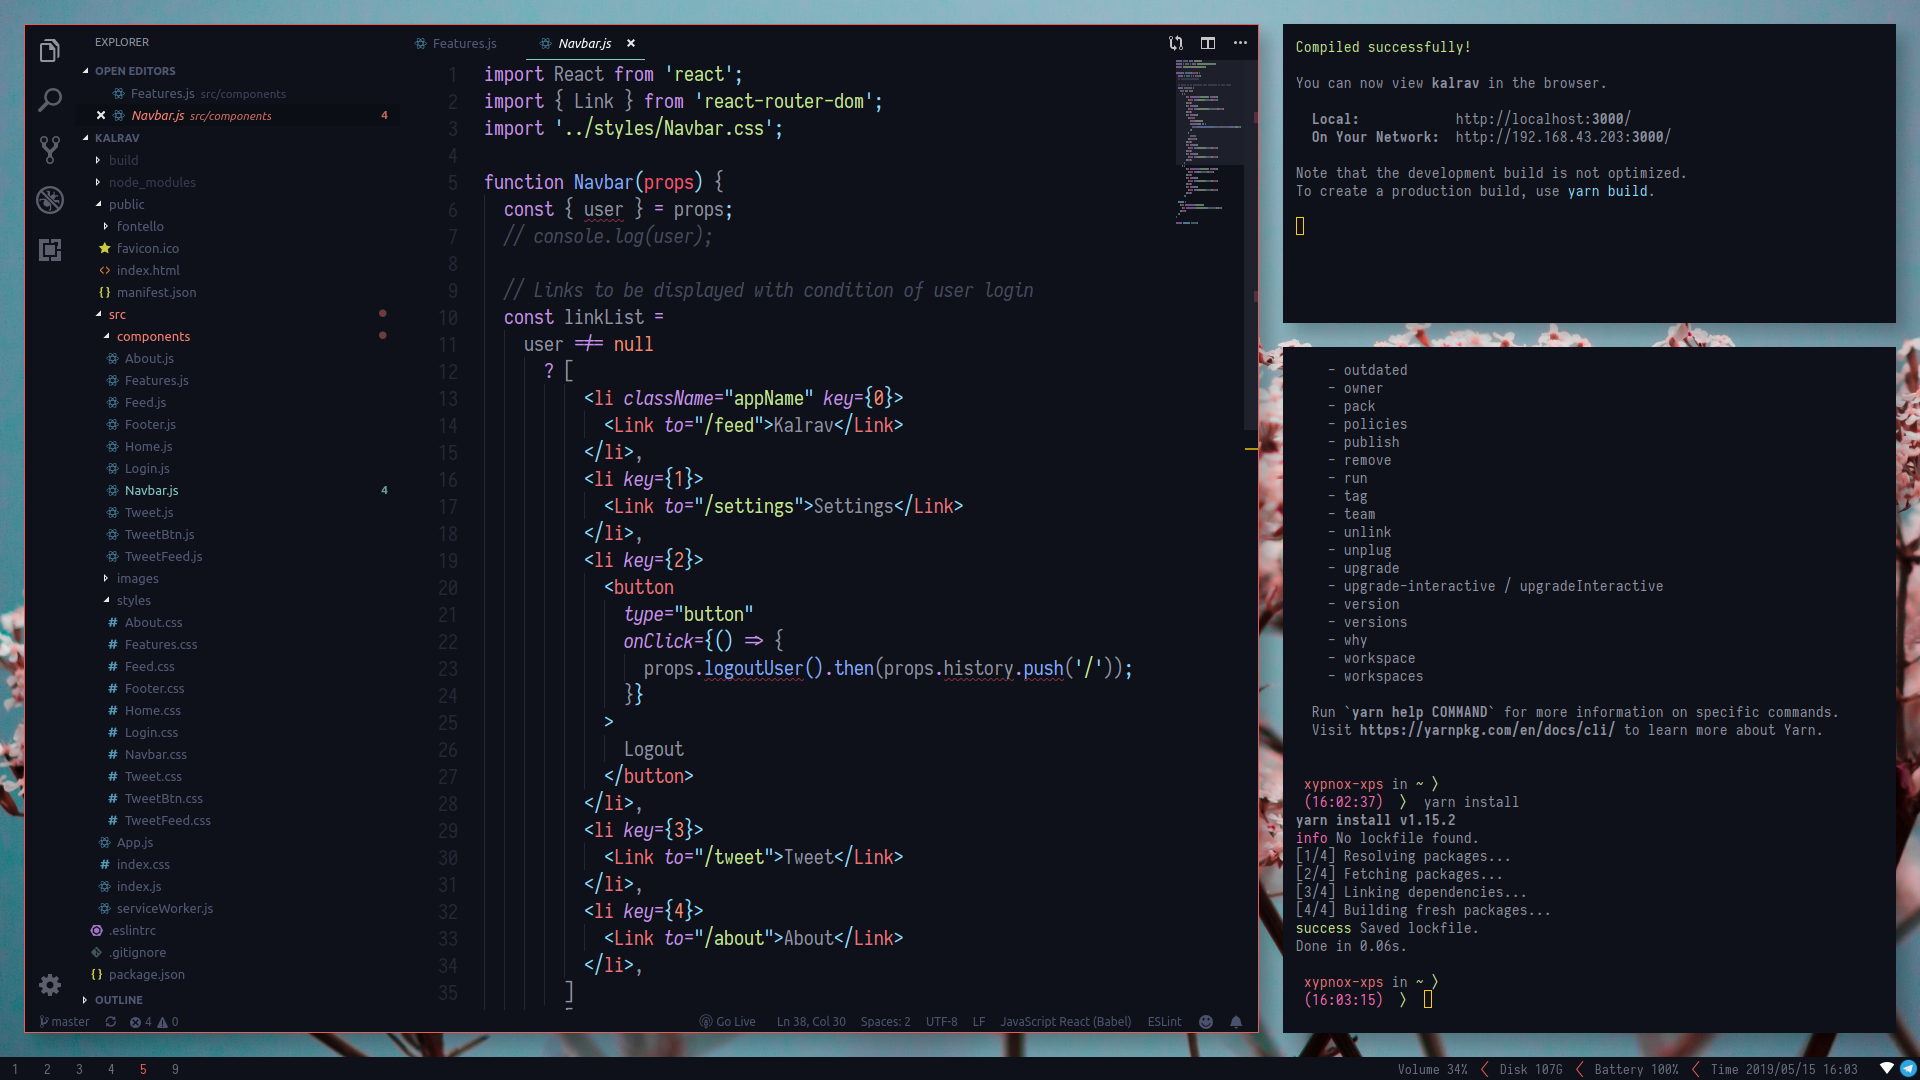 EXPLORER
OPEN EDITORS
Features.js src/components
Navbar.js src/components 4
KALRAV
build
node_modules
public
fontello
favicon.ico
index.html
manifest.json
src
components
About.js
Features.js
Feed.js
Footer.js
Home.js
Login.js
Navbar.js 4
Tweet.js
TweetBtn.js
TweetFeed.js
images
styles
About.css
Features.css
Feed.css
Footer.css
Home.css
Login.css
Navbar.css
Tweet.css
TweetBtn.css
TweetFeed.css
App.js
index.css
index.js
serviceWorker.js
.eslintrc
.gitignore
package.json
OUTLINE
Features.js Navbar.js
1 import React from 'react';
2 import { Link } from 'react-router-dom';
3 import '../styles/Navbar.css';
4
5 function Navbar(props) {
6 const { user } = props;
7 // console.log(user);
8
9 // Links to be displayed with condition of user login
10 const linkList =
11 user !== null
12 ? [
13 <li className="appName" key={0}>
14 <Link to="/feed">Kalrav</Link>
15 </li>,
16 <li key={1}>
17 <Link to="/settings">Settings</Link>
18 </li>,
19 <li key={2}>
20 <button
21 type="button"
22 onClick={() => {
23 props.logoutUser().then(props.history.push('/'));
24 }}
25 >
26 Logout
27 </button>
28 </li>,
29 <li key={3}>
30 <Link to="/tweet">Tweet</Link>
31 </li>,
32 <li key={4}>
33 <Link to="/about">About</Link>
34 </li>,
35 ]
master 4 0 Go Live Ln 38, Col 30 Spaces: 2 UTF-8 LF JavaScript React (Babel) ESLint
Compiled successfully!
You can now view kalrav in the browser.
Local: http://localhost:3000/
On Your Network: http://192.168.43.203:3000/
Note that the development build is not optimized.
To create a production build, use yarn build.
- outdated
- owner
- pack
- policies
- publish
- remove
- run
- tag
- team
- unlink
- unplug
- upgrade
- upgrade-interactive / upgradeInteractive
- version
- versions
- why
- workspace
- workspaces
Run `yarn help COMMAND` for more information on specific commands.
Visit https://yarnpkg.com/en/docs/cli/ to learn more about Yarn.
xypnox-xps in ~ ❭
(16:02:37) ❭ yarn install
yarn install v1.15.2
info No lockfile found.
[1/4] Resolving packages...
[2/4] Fetching packages...
[3/4] Linking dependencies...
[4/4] Building fresh packages...
success Saved lockfile.
Done in 0.06s.
xypnox-xps in ~ ❭
(16:03:15) ❭
1 2 3 4 5 9 Volume 34% Disk 107G Battery 100% Time 2019/05/15 16:03